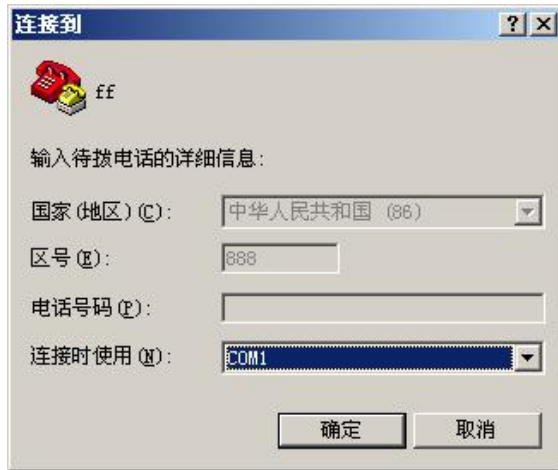 连接到
ff
输入待拨电话的详细信息:
国家(地区)(C): 中华人民共和国 (86)
区号(E): 888
电话号码(P):
连接时使用(N): COM1
确定 取消